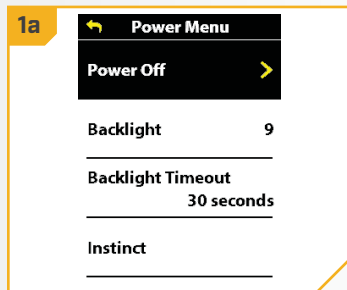 1a
Power Menu
Power Off
Backlight 9
Backlight Timeout
30 seconds
Instinct